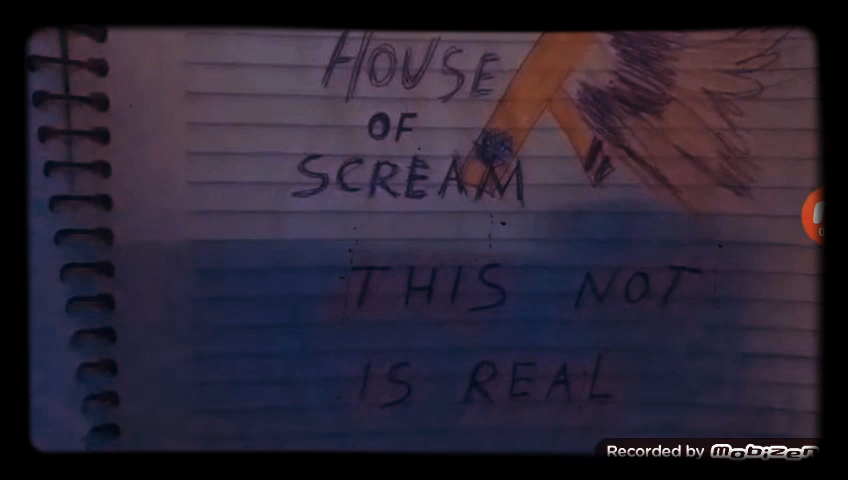 HOUSE
OF
SCREAM
THIS NOT
IS REAL
Recorded by Mobizen